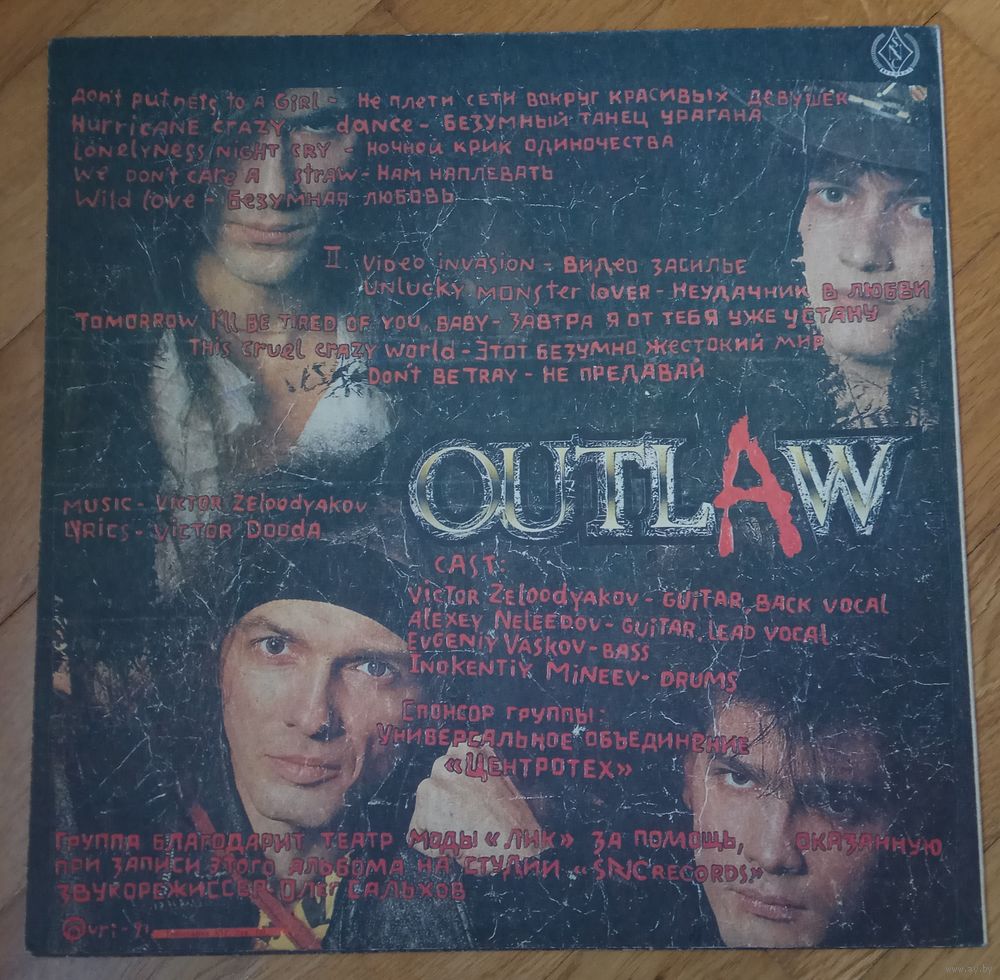 DON'T PUT NETS TO A GIRL - НЕ ПЛЕТИ СЕТИ ВОКРУГ КРАСИВЫХ ДЕВУШЕК
HURRICANE CRAZY dance - БЕЗУМНЫЙ ТАНЕЦ УРАГАНА
LONELYNESS NIGHT CRY - НОЧНОЙ КРИК ОДИНОЧЕСТВА
WE DON'T CARE A STRAW - НАМ НАПЛЕВАТЬ
Wild love - БЕЗУМНАЯ ЛЮБОВЬ
II VIDEO INVASION - ВИДЕО ЗАСИЛЬЕ
UNLUCKY MONSTER LOVER - НЕУДАЧНИК В ЛЮБВИ
TOMORROW I'LL BE TIRED OF YOU, BABY - ЗАВТРА Я ОТ ТЕБЯ УЖЕ УСТАНУ
THIS CRUEL CRAZY WORLD - ЭТОТ БЕЗУМНО ЖЕСТОКИЙ МИР
DON'T BETRAY - НЕ ПРЕДАВАЙ
OUTLAW
MUSIC - VICTOR ZELOODYAKOV
LYRICS - VICTOR DOODA
CAST:
VICTOR ZELOODYAKOV - GUITAR, BACK VOCAL
ALEXEY NELEEDOV - GUITAR, LEAD VOCAL
EVGENIY VASKOV - BASS
INOKENTIY MINEEV - DRUMS
СПОНСОР ГРУППЫ:
УНИВЕРСАЛЬНОЕ ОБЪЕДИНЕНИЕ
«ЦЕНТРОТЕХ»
ГРУППА БЛАГОДАРИТ ТЕАТР МОДЫ «ЛИК» ЗА ПОМОЩЬ, ОКАЗАННУЮ
ПРИ ЗАПИСИ ЭТОГО АЛЬБОМА НА СТУДИИ «SNC RECORDS»
ЗВУКОРЕЖИССЕР ОЛЕГ САЛЬХОВ
uri-91
www.ay.by